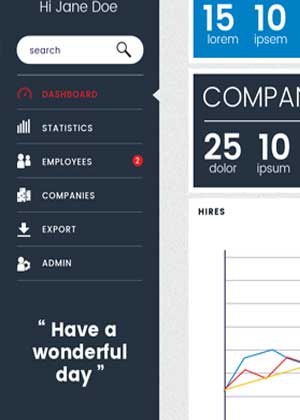 Hi Jane Doe
search
DASHBOARD
STATISTICS
EMPLOYEES 2
COMPANIES
EXPORT
ADMIN
“ Have a
wonderful
day ”
15 10
lorem ipsem
COMPAN
25 10
dolor ipsum
HIRES